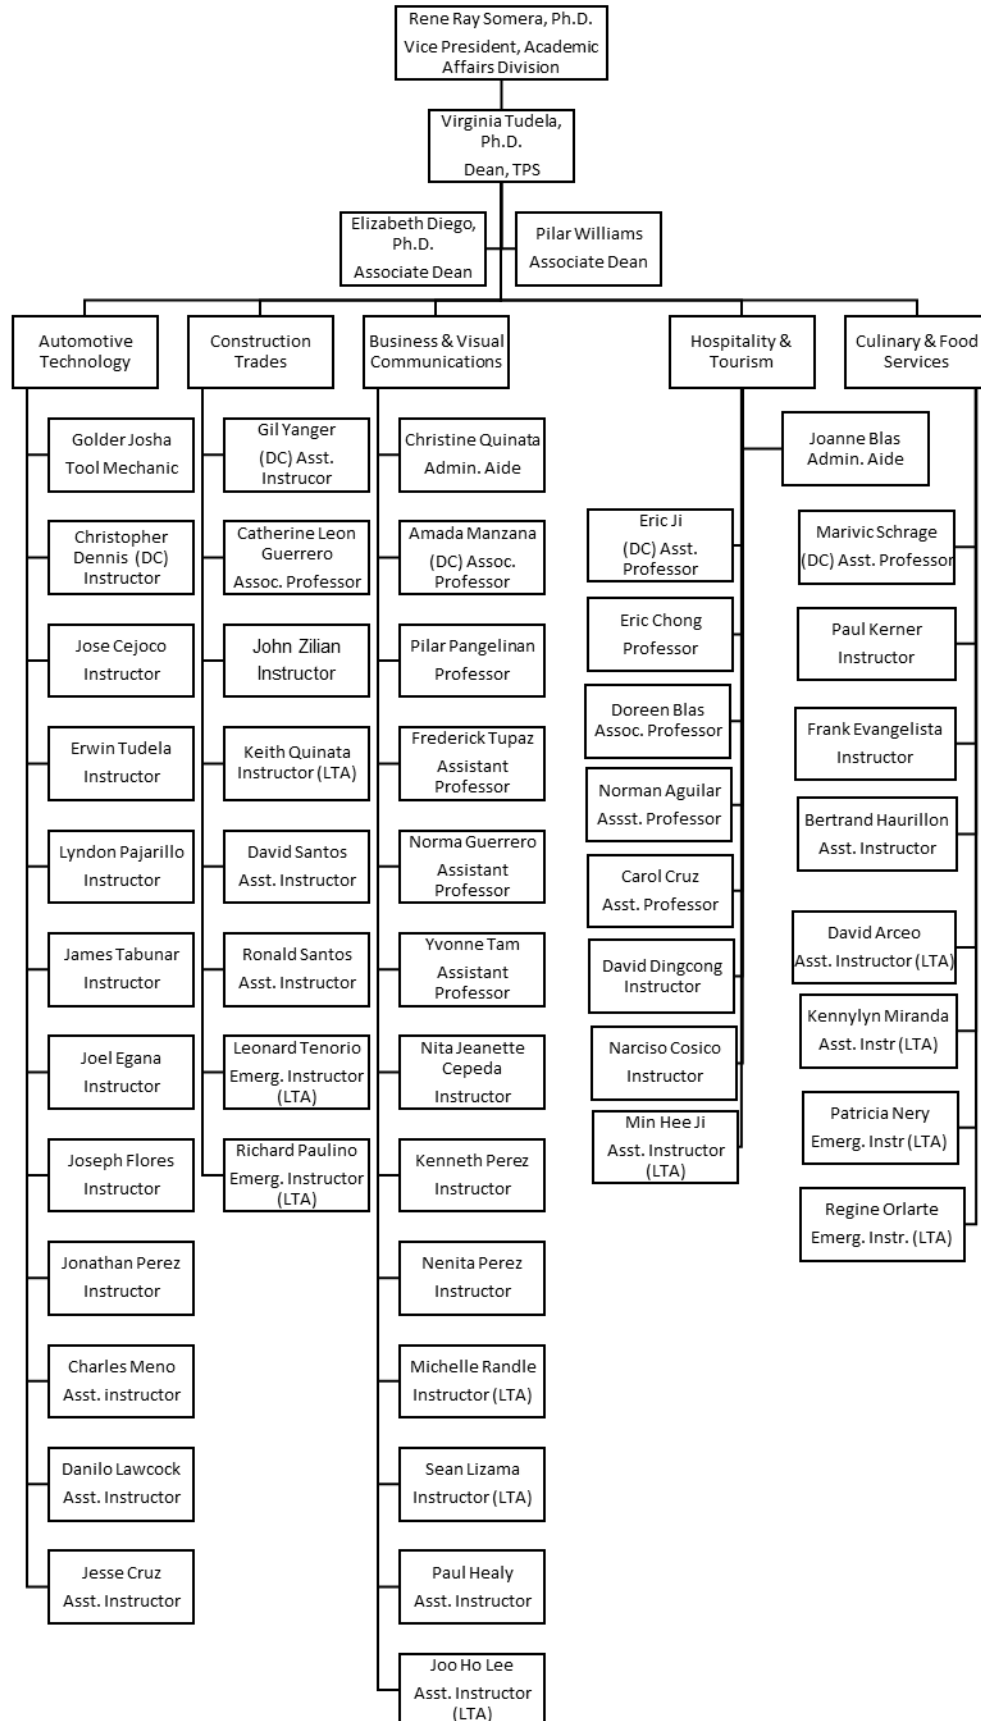 Rene Ray Somera, Ph.D.
Vice President, Academic
Affairs Division
Virginia Tudela,
Ph.D.
Dean, TPS
Elizabeth Diego,
Ph.D.
Associate Dean
Pilar Williams
Associate Dean
Automotive
Technology
Construction
Trades
Business & Visual
Communications
Hospitality &
Tourism
Culinary & Food
Services
Golder Josha
Tool Mechanic
Christopher
Dennis (DC)
Instructor
Jose Cejoco
Instructor
Erwin Tudela
Instructor
Lyndon Pajarillo
Instructor
James Tabunar
Instructor
Joel Egana
Instructor
Joseph Flores
Instructor
Jonathan Perez
Instructor
Charles Meno
Asst. instructor
Danilo Lawcock
Asst. Instructor
Jesse Cruz
Asst. Instructor
Gil Yanger
(DC) Asst.
Instrucor
Catherine Leon
Guerrero
Assoc. Professor
John Zilian
Instructor
Keith Quinata
Instructor (LTA)
David Santos
Asst. Instructor
Ronald Santos
Asst. Instructor
Leonard Tenorio
Emerg. Instructor
(LTA)
Richard Paulino
Emerg. Instructor
(LTA)
Christine Quinata
Admin. Aide
Amada Manzana
(DC) Assoc.
Professor
Pilar Pangelinan
Professor
Frederick Tupaz
Assistant
Professor
Norma Guerrero
Assistant
Professor
Yvonne Tam
Assistant
Professor
Nita Jeanette
Cepeda
Instructor
Kenneth Perez
Instructor
Nenita Perez
Instructor
Michelle Randle
Instructor (LTA)
Sean Lizama
Instructor (LTA)
Paul Healy
Asst. Instructor
Joo Ho Lee
Asst. Instructor
(LTA)
Joanne Blas
Admin. Aide
Eric Ji
(DC) Asst.
Professor
Eric Chong
Professor
Doreen Blas
Assoc. Professor
Norman Aguilar
Assst. Professor
Carol Cruz
Asst. Professor
David Dingcong
Instructor
Narciso Cosico
Instructor
Min Hee Ji
Asst. Instructor
(LTA)
Marivic Schrage
(DC) Asst. Professor
Paul Kerner
Instructor
Frank Evangelista
Instructor
Bertrand Haurillon
Asst. Instructor
David Arceo
Asst. Instructor (LTA)
Kennylyn Miranda
Asst. Instr (LTA)
Patricia Nery
Emerg. Instr (LTA)
Regine Orlarte
Emerg. Instr. (LTA)